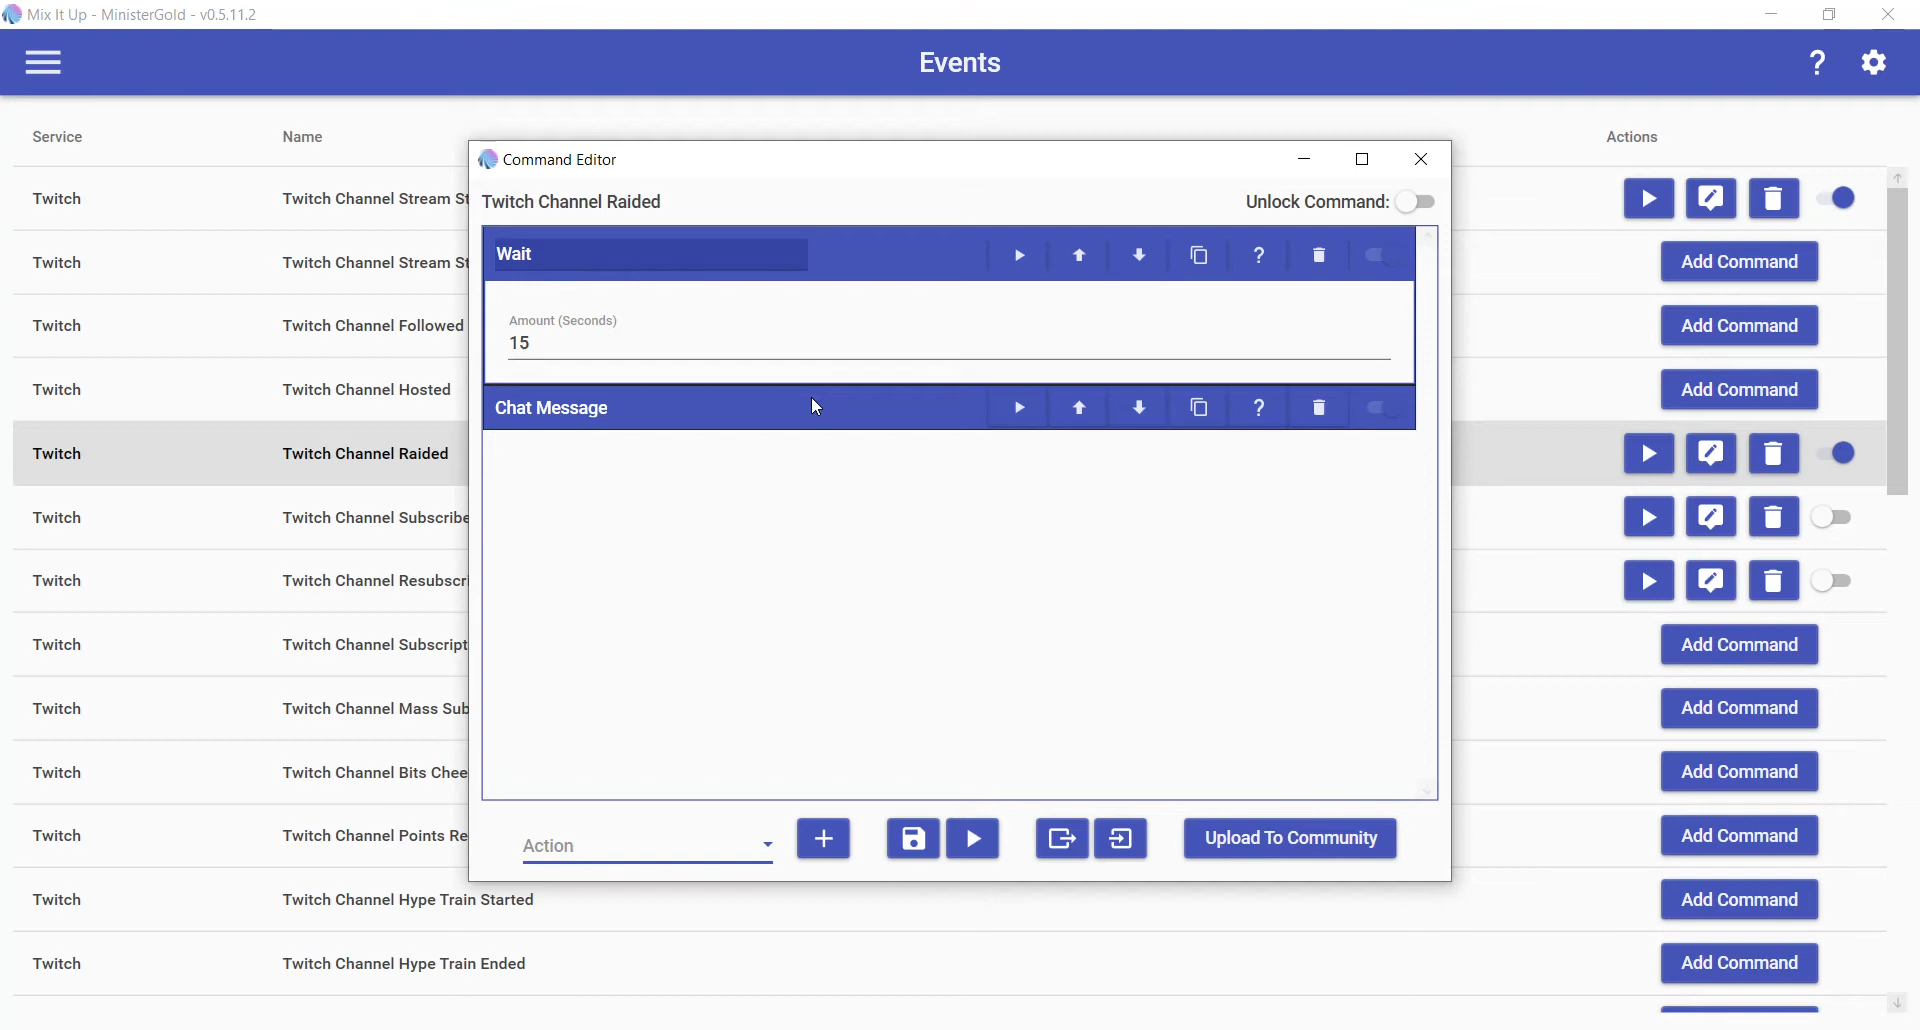 Mix It Up - MinisterGold - v0.5.11.2
Events
?
Service
Name
Actions
Command Editor
Twitch Channel Raided
Unlock Command:
Wait
?
Amount (Seconds)
15
Chat Message
?
Action
Upload To Community
Twitch
Twitch Channel Stream St
Twitch
Twitch Channel Stream St
Add Command
Twitch
Twitch Channel Followed
Add Command
Twitch
Twitch Channel Hosted
Add Command
Twitch
Twitch Channel Raided
Twitch
Twitch Channel Subscribe
Twitch
Twitch Channel Resubscri
Twitch
Twitch Channel Subscript
Add Command
Twitch
Twitch Channel Mass Sub
Add Command
Twitch
Twitch Channel Bits Chee
Add Command
Twitch
Twitch Channel Points Re
Add Command
Twitch
Twitch Channel Hype Train Started
Add Command
Twitch
Twitch Channel Hype Train Ended
Add Command